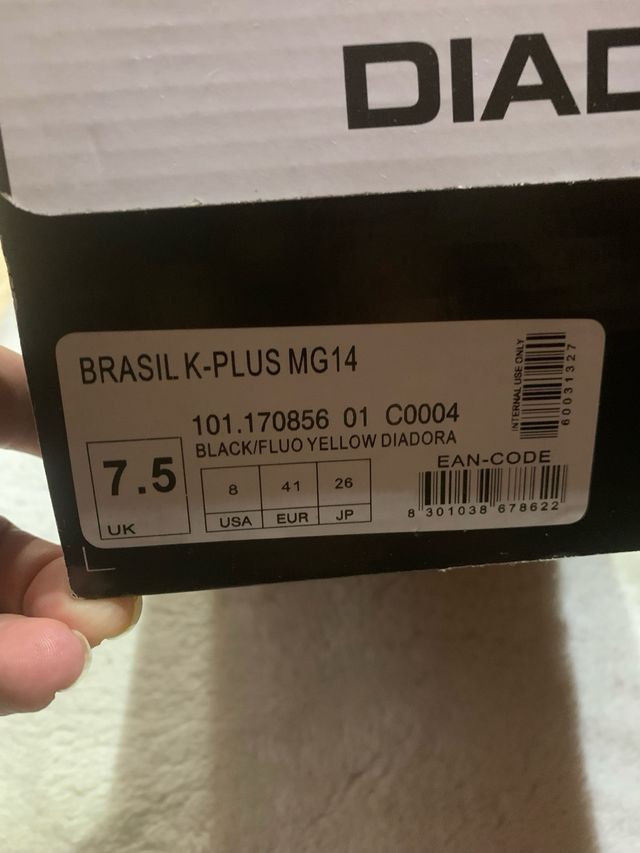 DIAD
BRASIL K-PLUS MG14
101.170856 01 C0004
BLACK/FLUO YELLOW DIADORA
7.5
UK
8 41 26
USA EUR JP
INTERNAL USE ONLY
60031327
EAN-CODE
8 301038 678622